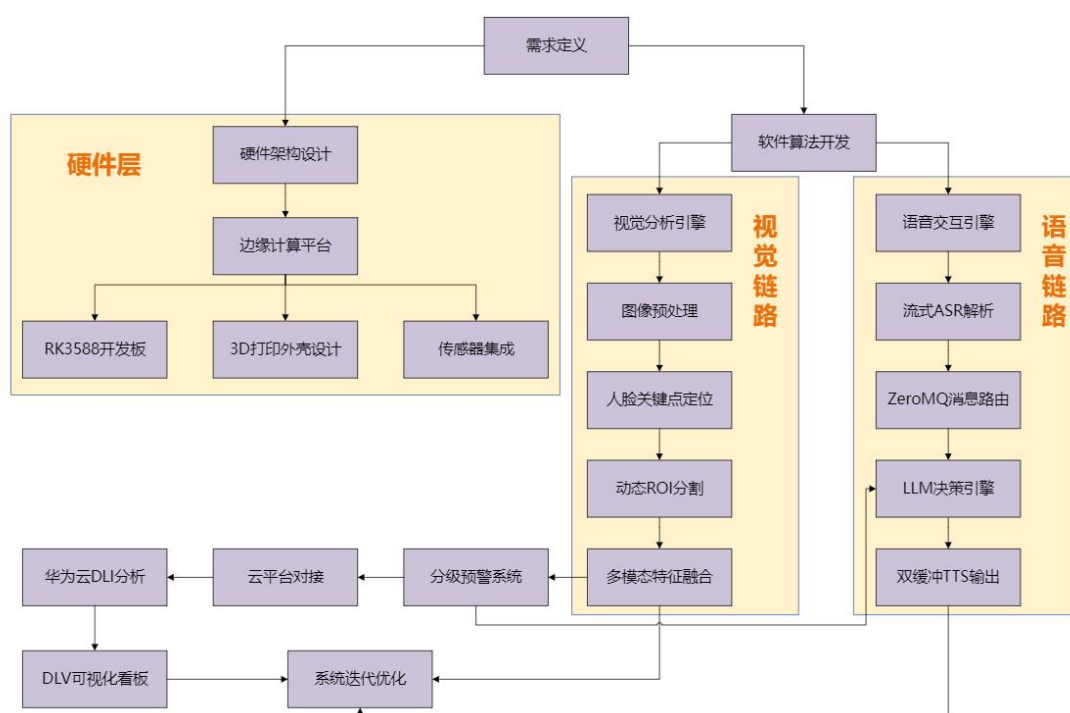 需求定义
硬件层
硬件架构设计
边缘计算平台
RK3588开发板
3D打印外壳设计
传感器集成
软件算法开发
视觉链路
视觉分析引擎
图像预处理
人脸关键点定位
动态ROI分割
多模态特征融合
语音链路
语音交互引擎
流式ASR解析
ZeroMQ消息路由
LLM决策引擎
双缓冲TTS输出
分级预警系统
云平台对接
华为云DLI分析
DLV可视化看板
系统迭代优化